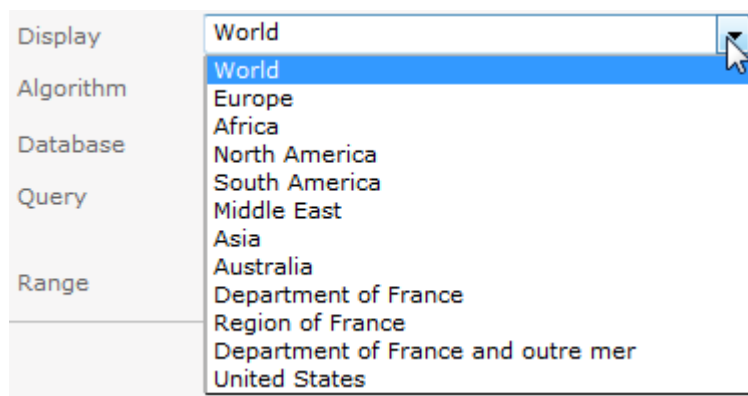 Display
World
World
Algorithm
Europe
Africa
Database
North America
South America
Query
Middle East
Asia
Australia
Range
Department of France
Region of France
Department of France and outre mer
United States